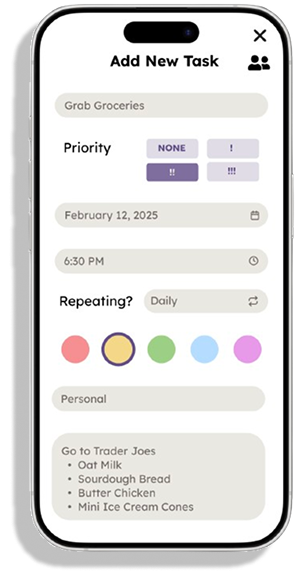 Add New Task
Grab Groceries
Priority
NONE
!
!!
!!!
February 12, 2025
6:30 PM
Repeating?
Daily
Personal
Go to Trader Joes
• Oat Milk
• Sourdough Bread
• Butter Chicken
• Mini Ice Cream Cones